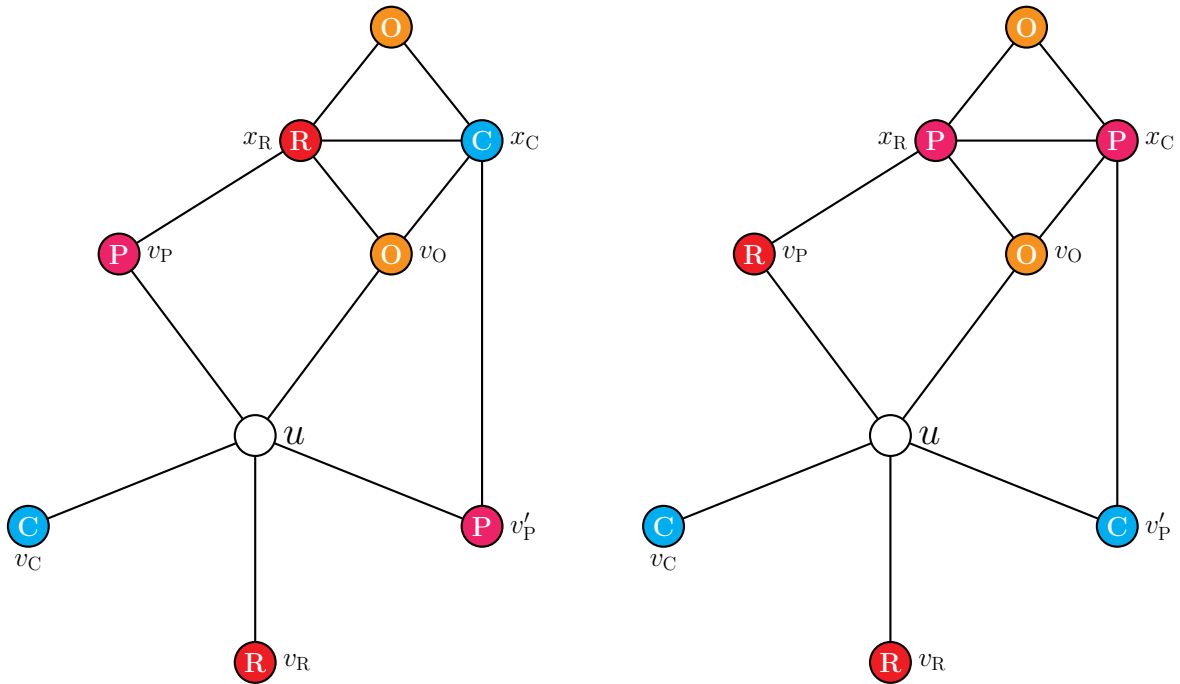 O O
x_R R C x_C x_R P P x_C
P v_P O v_O R v_P O v_O
u u
C P v′_P C C v′_P
v_C v_C
R v_R R v_R